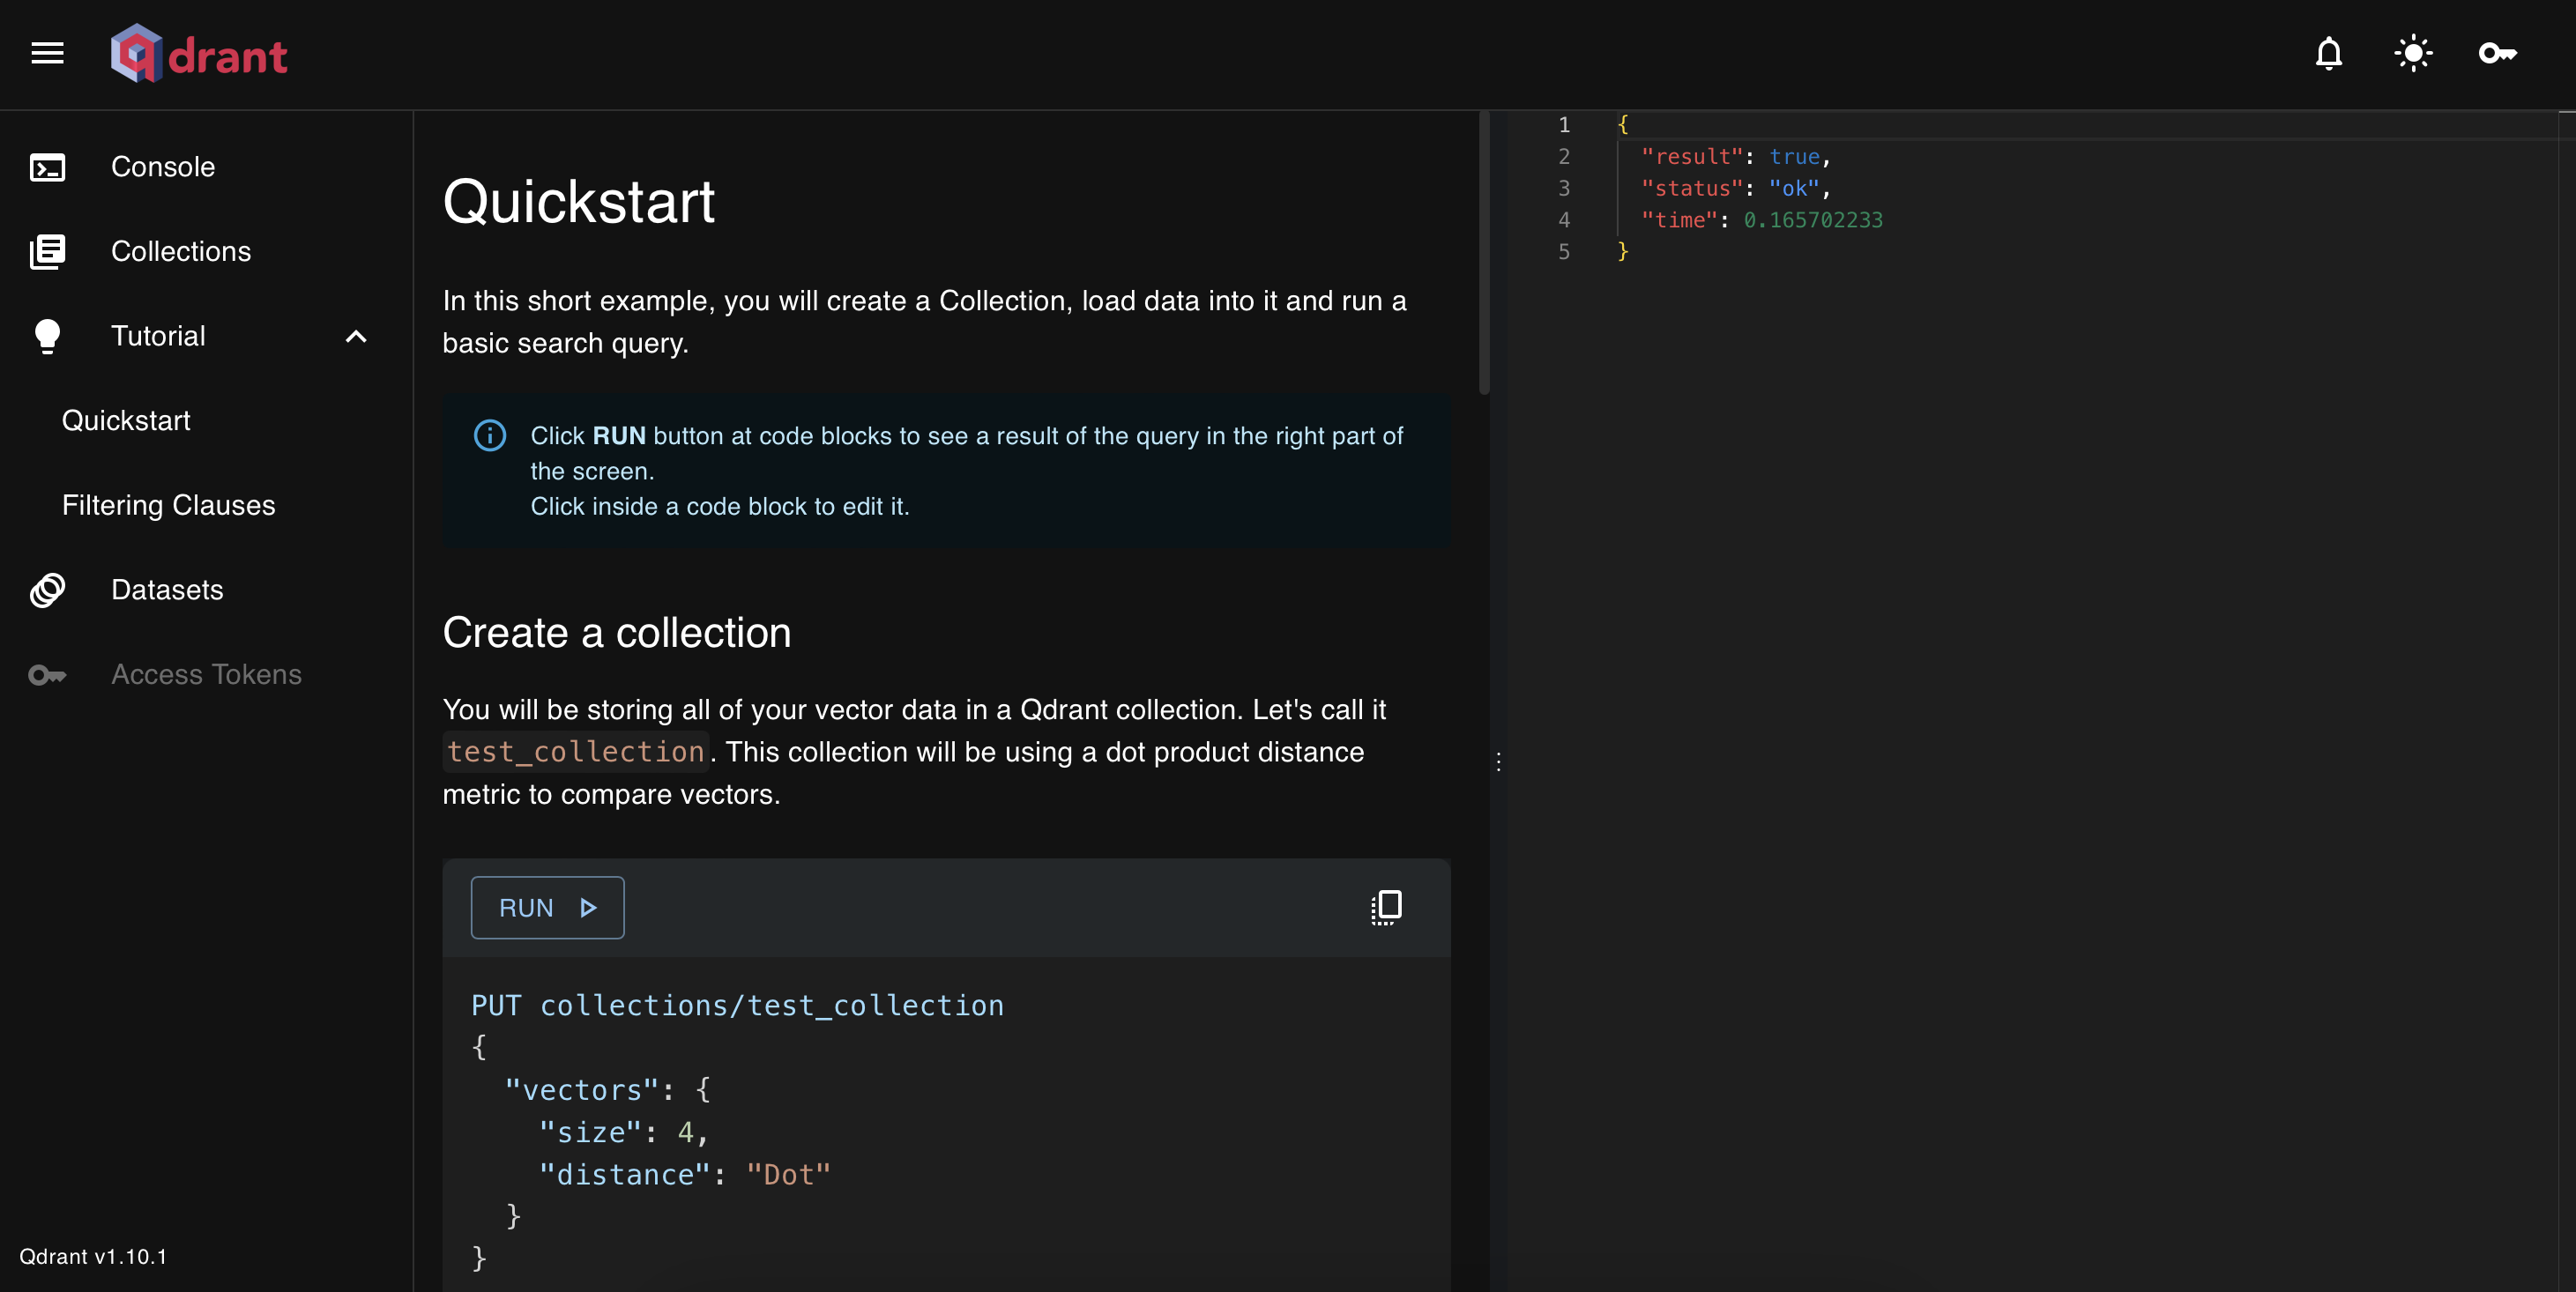 qdrant
Console
Collections
Tutorial
Quickstart
Filtering Clauses
Datasets
Access Tokens
Qdrant v1.10.1
Quickstart
In this short example, you will create a Collection, load data into it and run a
basic search query.
Click RUN button at code blocks to see a result of the query in the right part of
the screen.
Click inside a code block to edit it.
Create a collection
You will be storing all of your vector data in a Qdrant collection. Let's call it
test_collection. This collection will be using a dot product distance
metric to compare vectors.
RUN
PUT collections/test_collection
{
  "vectors": {
    "size": 4,
    "distance": "Dot"
  }
}
1 {
2   "result": true,
3   "status": "ok",
4   "time": 0.165702233
5 }